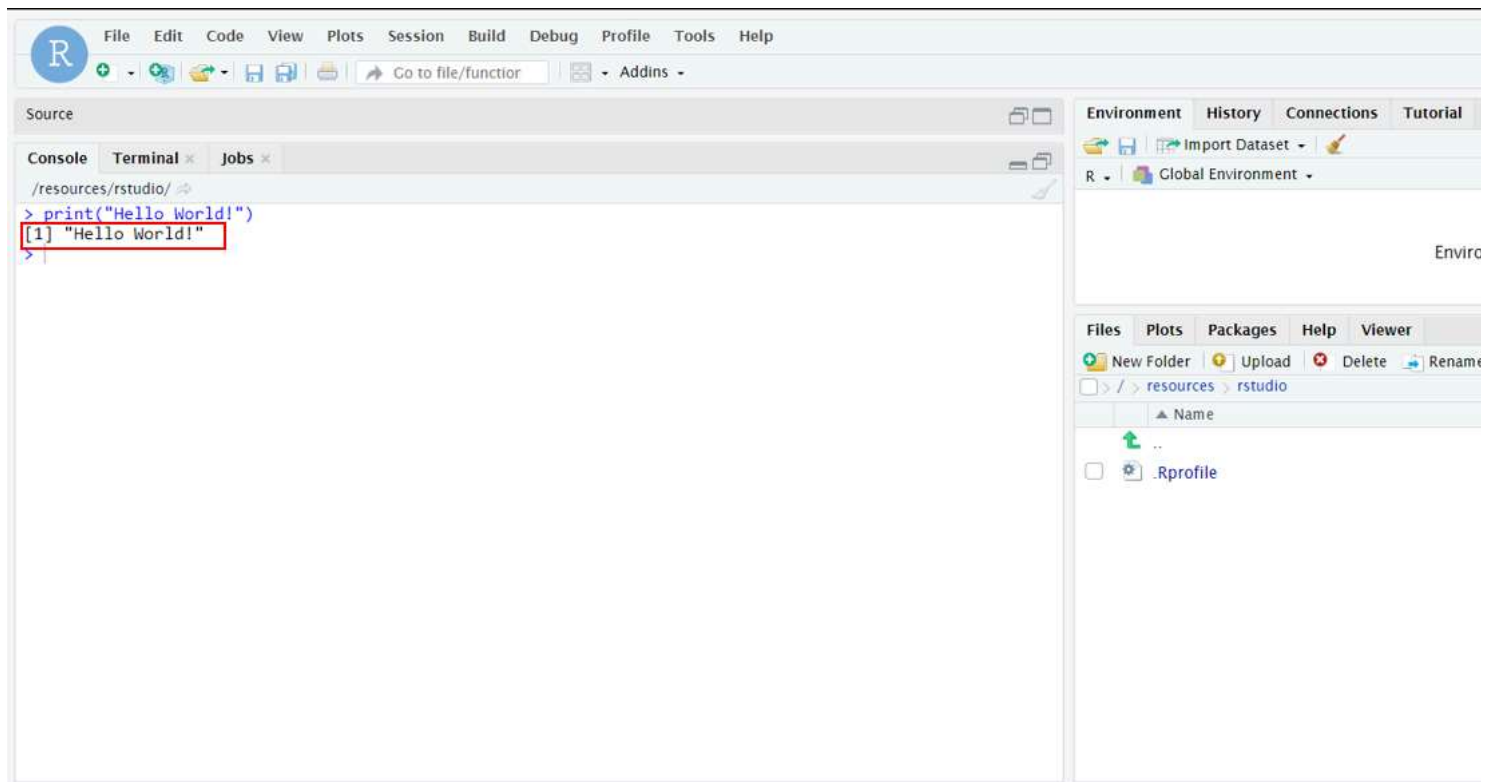 R
File Edit Code View Plots Session Build Debug Profile Tools Help
Go to file/function Addins
Source
Console Terminal Jobs
/resources/rstudio/
> print("Hello World!")
[1] "Hello World!"
>
Environment History Connections Tutorial
Import Dataset
R Global Environment
Enviro
Files Plots Packages Help Viewer
New Folder Upload Delete Rename
/ resources rstudio
Name
..
.Rprofile